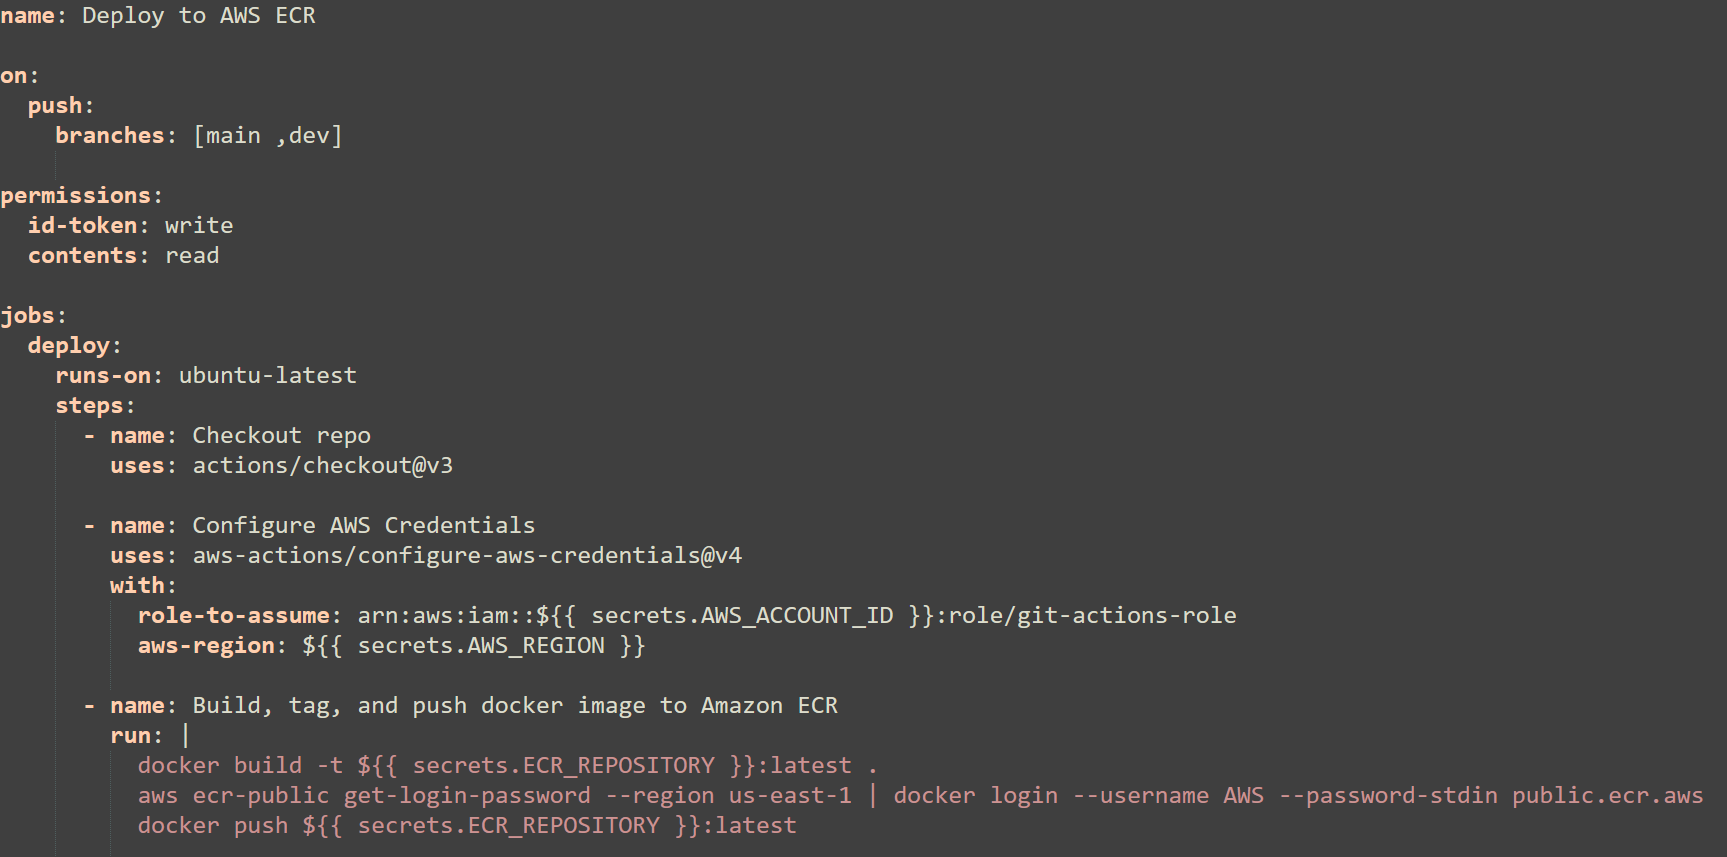 name: Deploy to AWS ECR
on:
push:
branches: [main ,dev]
permissions:
id-token: write
contents: read
jobs:
deploy:
runs-on: ubuntu-latest
steps:
- name: Checkout repo
uses: actions/checkout@v3
- name: Configure AWS Credentials
uses: aws-actions/configure-aws-credentials@v4
with:
role-to-assume: arn:aws:iam::${{ secrets.AWS_ACCOUNT_ID }}:role/git-actions-role
aws-region: ${{ secrets.AWS_REGION }}
- name: Build, tag, and push docker image to Amazon ECR
run: |
docker build -t ${{ secrets.ECR_REPOSITORY }}:latest .
aws ecr-public get-login-password --region us-east-1 | docker login --username AWS --password-stdin public.ecr.aws
docker push ${{ secrets.ECR_REPOSITORY }}:latest